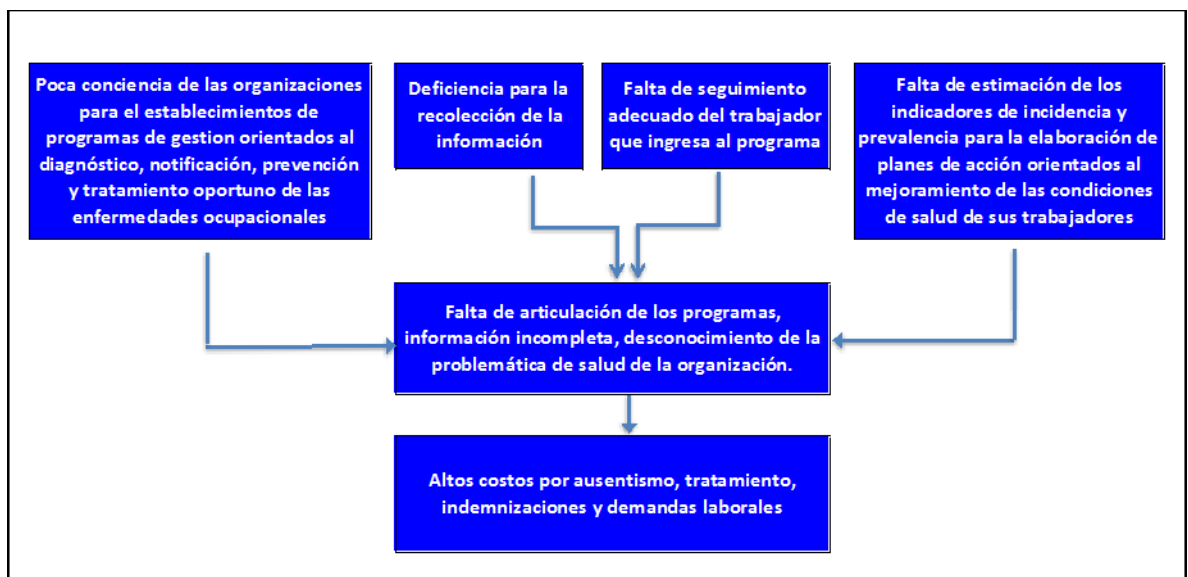 Poca conciencia de las organizaciones
para el establecimientos de
programas de gestion orientados al
diagnóstico, notificación, prevención
y tratamiento oportuno de las
enfermedades ocupacionales
Deficiencia para la
recolección de la
información
Falta de seguimiento
adecuado del trabajador
que ingresa al programa
Falta de estimación de los
indicadores de incidencia y
prevalencia para la elaboración de
planes de acción orientados al
mejoramiento de las condiciones
de salud de sus trabajadores
Falta de articulación de los programas,
información incompleta, desconocimiento de la
problemática de salud de la organización.
Altos costos por ausentismo, tratamiento,
indemnizaciones y demandas laborales